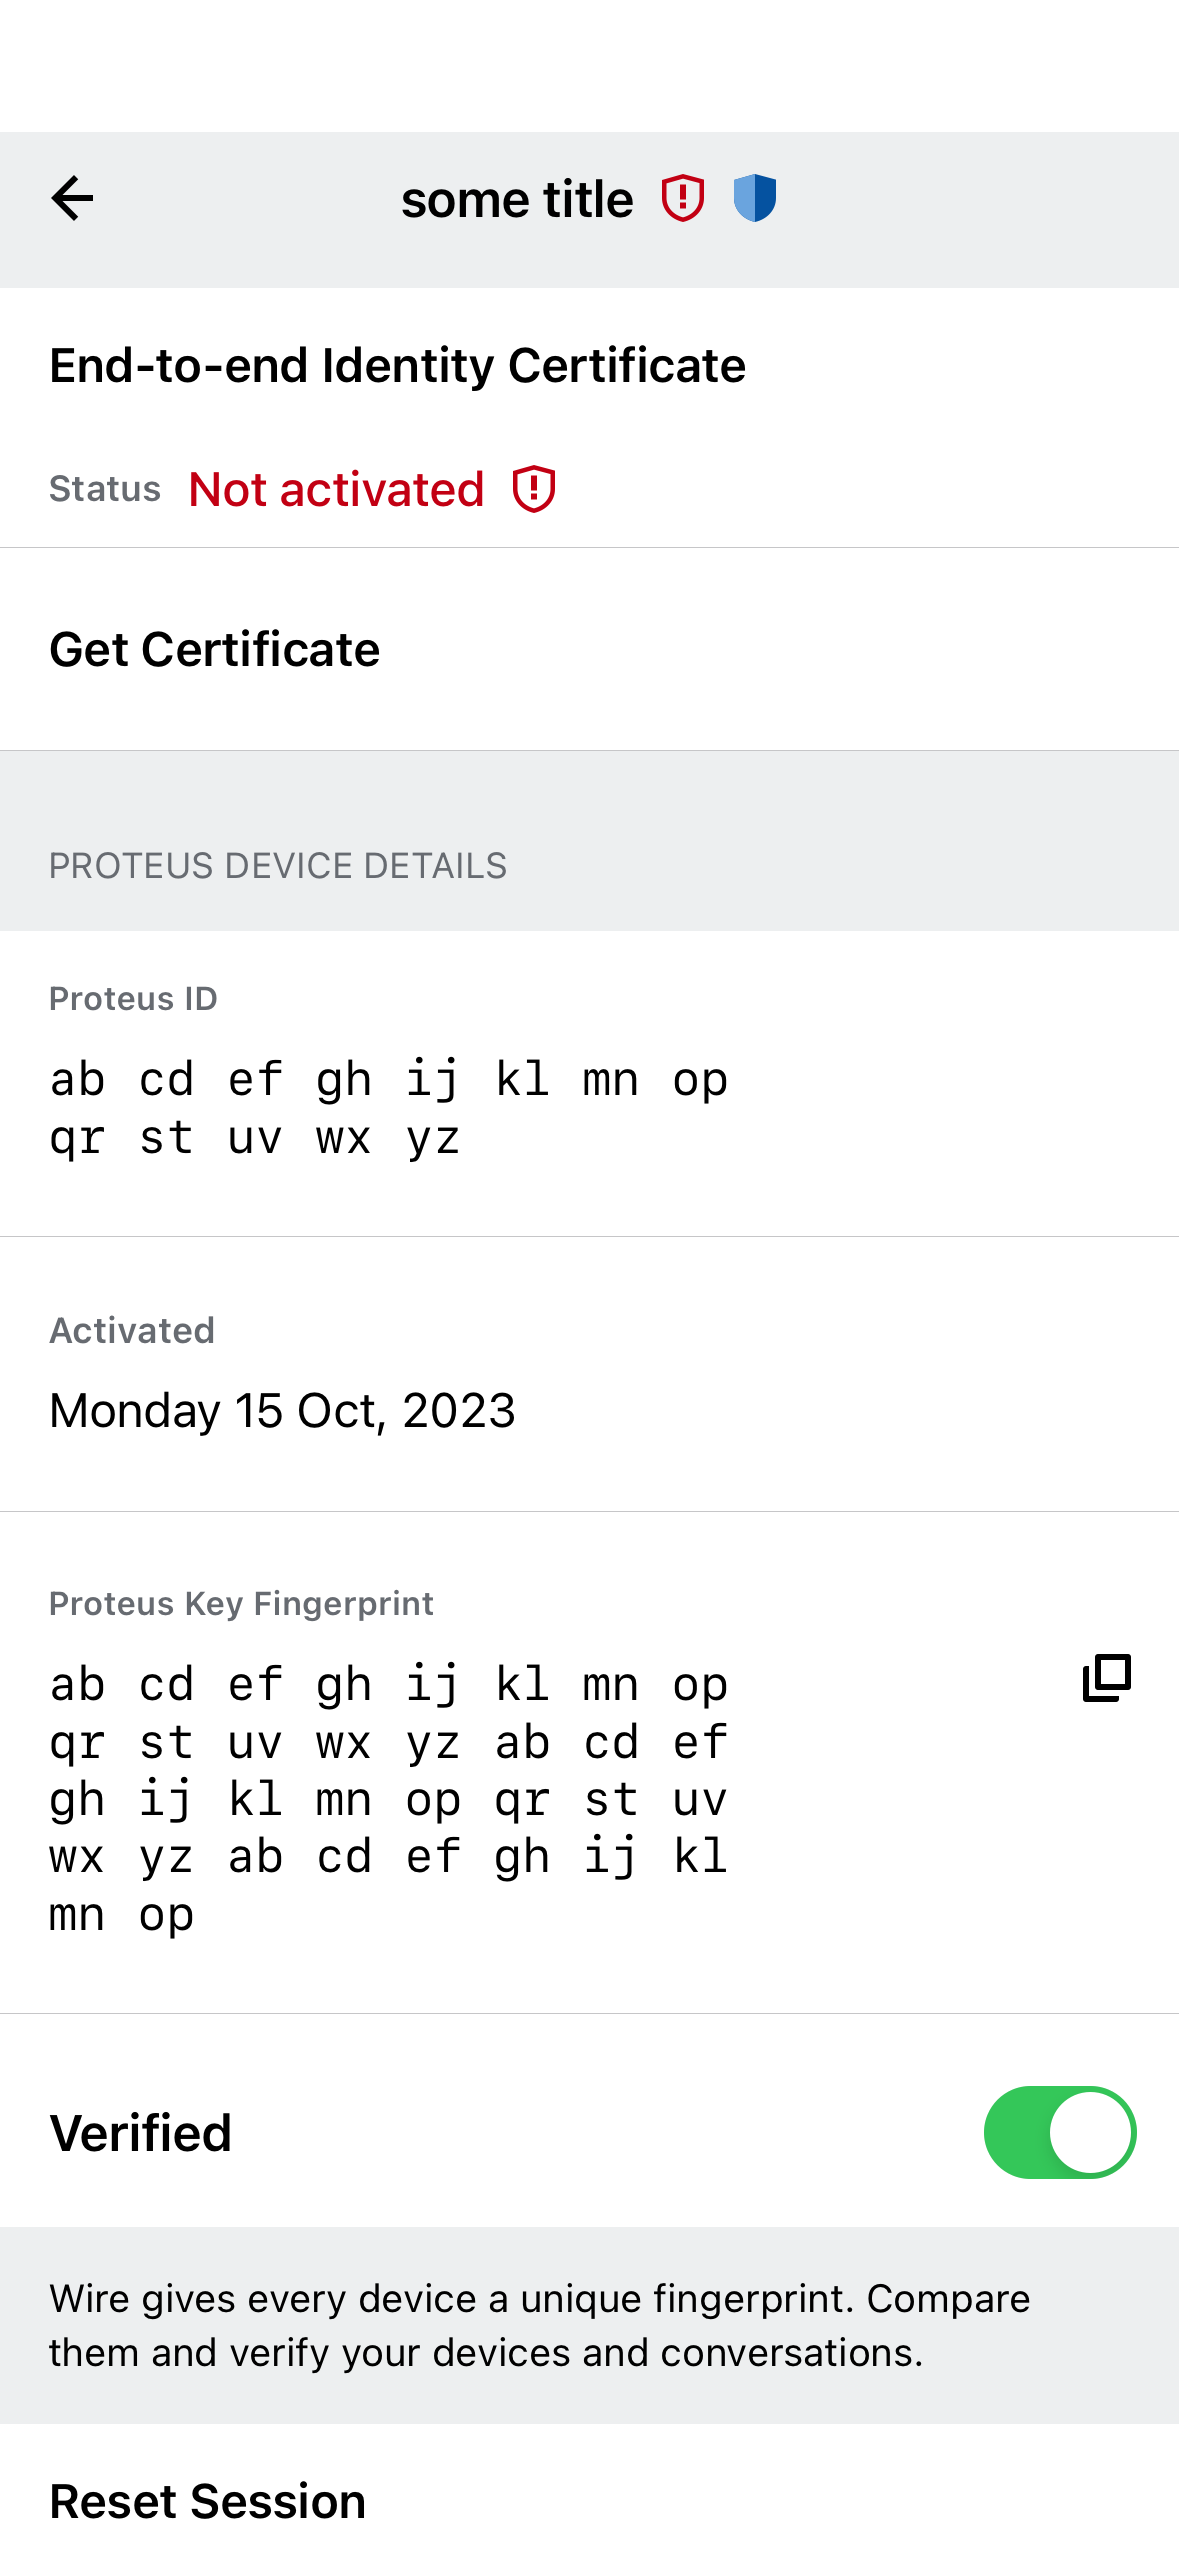 some title
End-to-end Identity Certificate
Status Not activated
Get Certificate
PROTEUS DEVICE DETAILS
Proteus ID
ab cd ef gh ij kl mn op
qr st uv wx yz
Activated
Monday 15 Oct, 2023
Proteus Key Fingerprint
ab cd ef gh ij kl mn op
qr st uv wx yz ab cd ef
gh ij kl mn op qr st uv
wx yz ab cd ef gh ij kl
mn op
Verified
Wire gives every device a unique fingerprint. Compare
them and verify your devices and conversations.
Reset Session